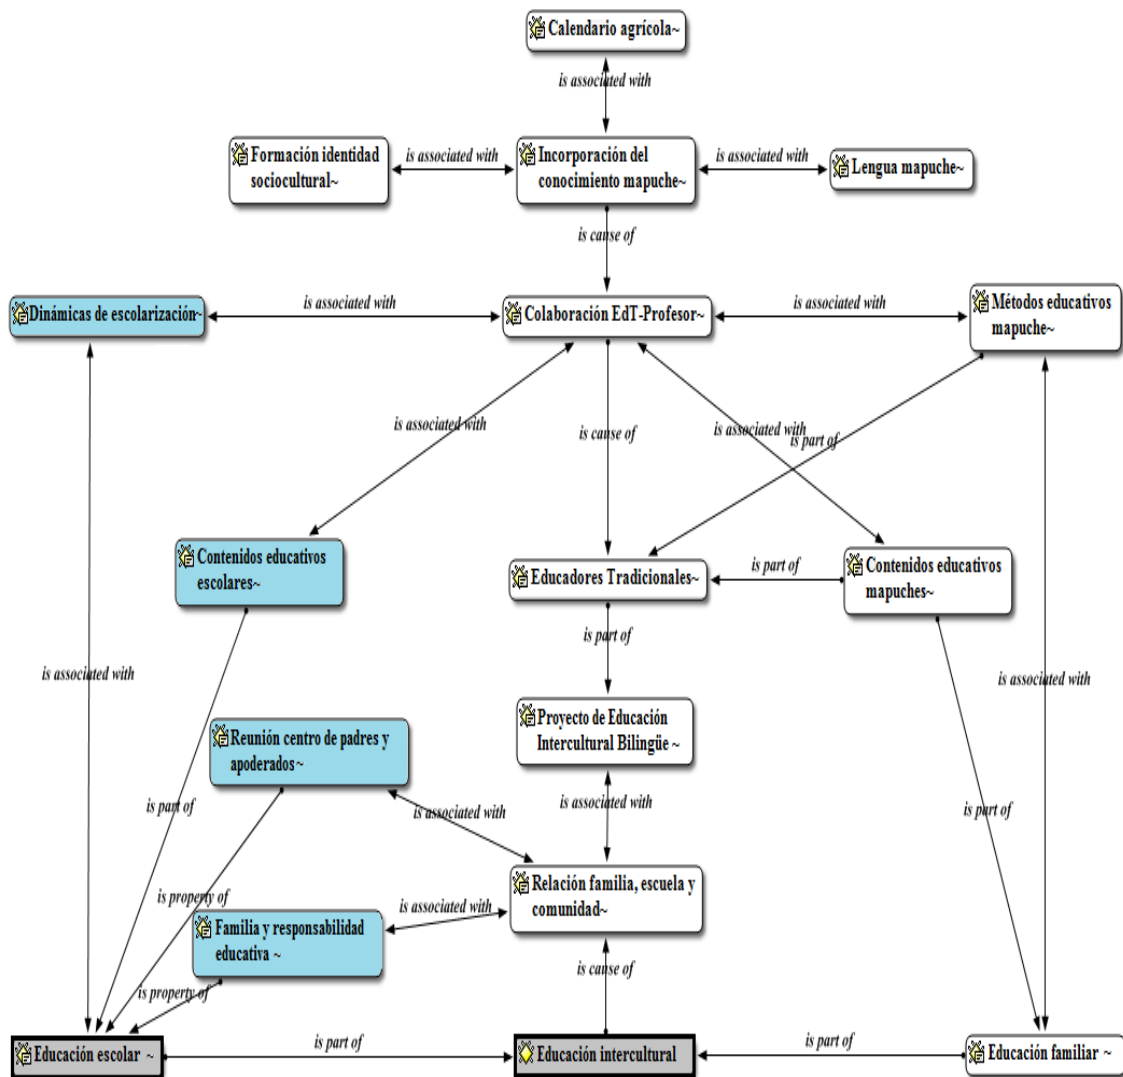 Calendario agrícola~
is associated with
Formación identidad
sociocultural~
is associated with
Incorporación del
conocimiento mapuche~
is associated with
Lengua mapuche~
is cause of
Dinámicas de escolarización~
is associated with
Colaboración EdT-Profesor~
is associated with
Métodos educativos
mapuche~
is associated with
is cause of
is associated with
is part of
Contenidos educativos
escolares~
Educadores Tradicionales~
is part of
Contenidos educativos
mapuches~
is part of
is associated with
is associated with
Reunión centro de padres y
apoderados~
Proyecto de Educación
Intercultural Bilingüe ~
is part of
is associated with
is associated with
is part of
Relación familia, escuela y
comunidad~
is property of
is associated with
Familia y responsabilidad
educativa ~
is property of
is cause of
Educación escolar ~
is part of
Educación intercultural
is part of
Educación familiar ~